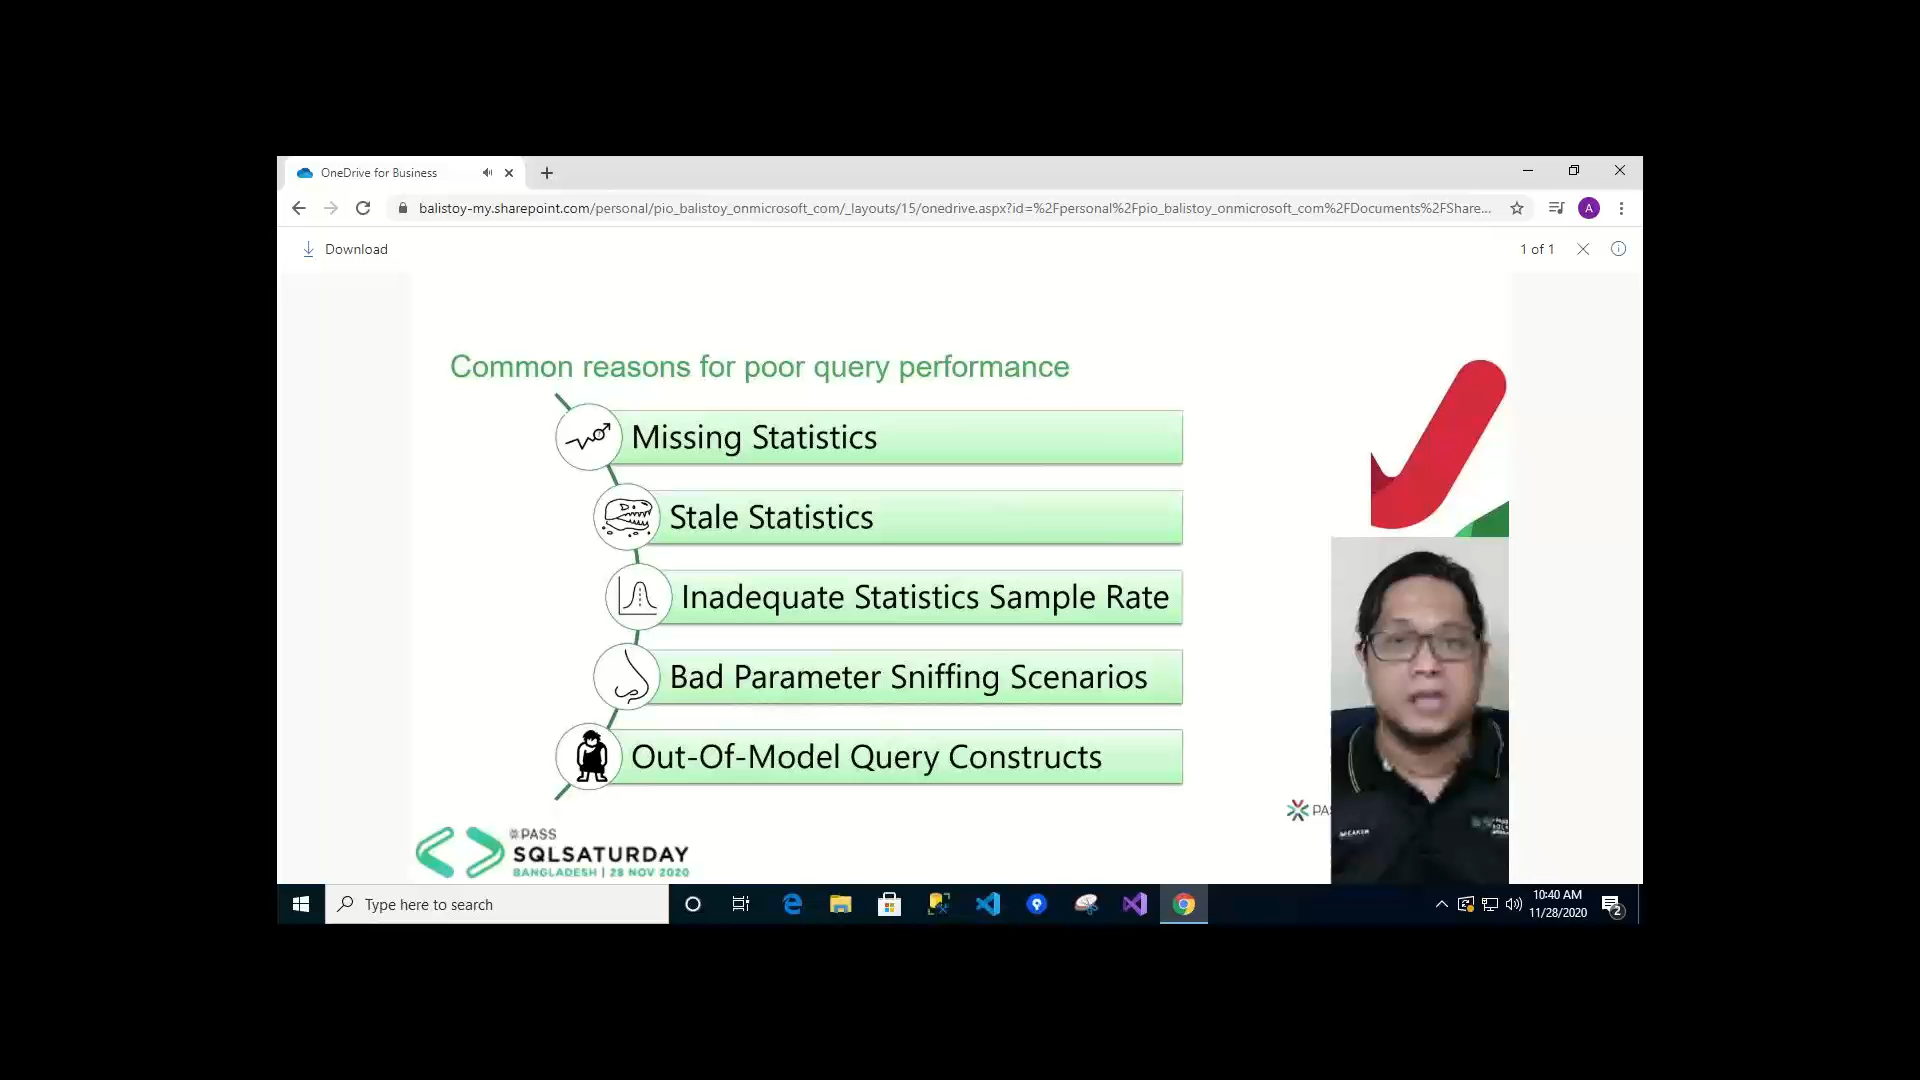 OneDrive for Business
balistoy-my.sharepoint.com/personal/pio_balistoy_onmicrosoft_com/_layouts/15/onedrive.aspx?id=%2Fpersonal%2Fpio_balistoy_onmicrosoft_com%2FDocuments%2FShare...
A
Download
1 of 1
Common reasons for poor query performance
Missing Statistics
Stale Statistics
Inadequate Statistics Sample Rate
Bad Parameter Sniffing Scenarios
Out-Of-Model Query Constructs
PAS
SPEAKER
PASS
SQLSATURDAY
BANGLADESH | 28 NOV 2020
Type here to search
10:40 AM
11/28/2020
2